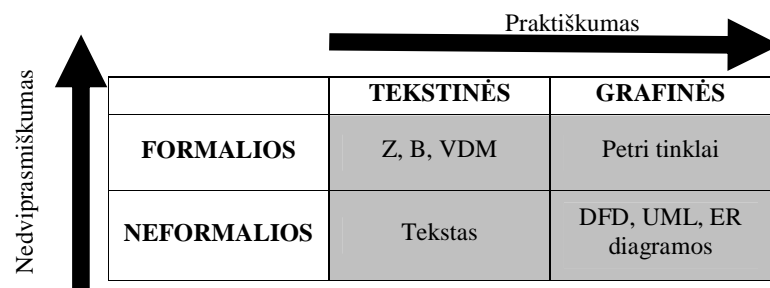 Praktiškumas
Nedviprasmiškumas
TEKSTINĖS GRAFINĖS
FORMALIOS Z, B, VDM Petri tinklai
NEFORMALIOS Tekstas DFD, UML, ER
diagramos